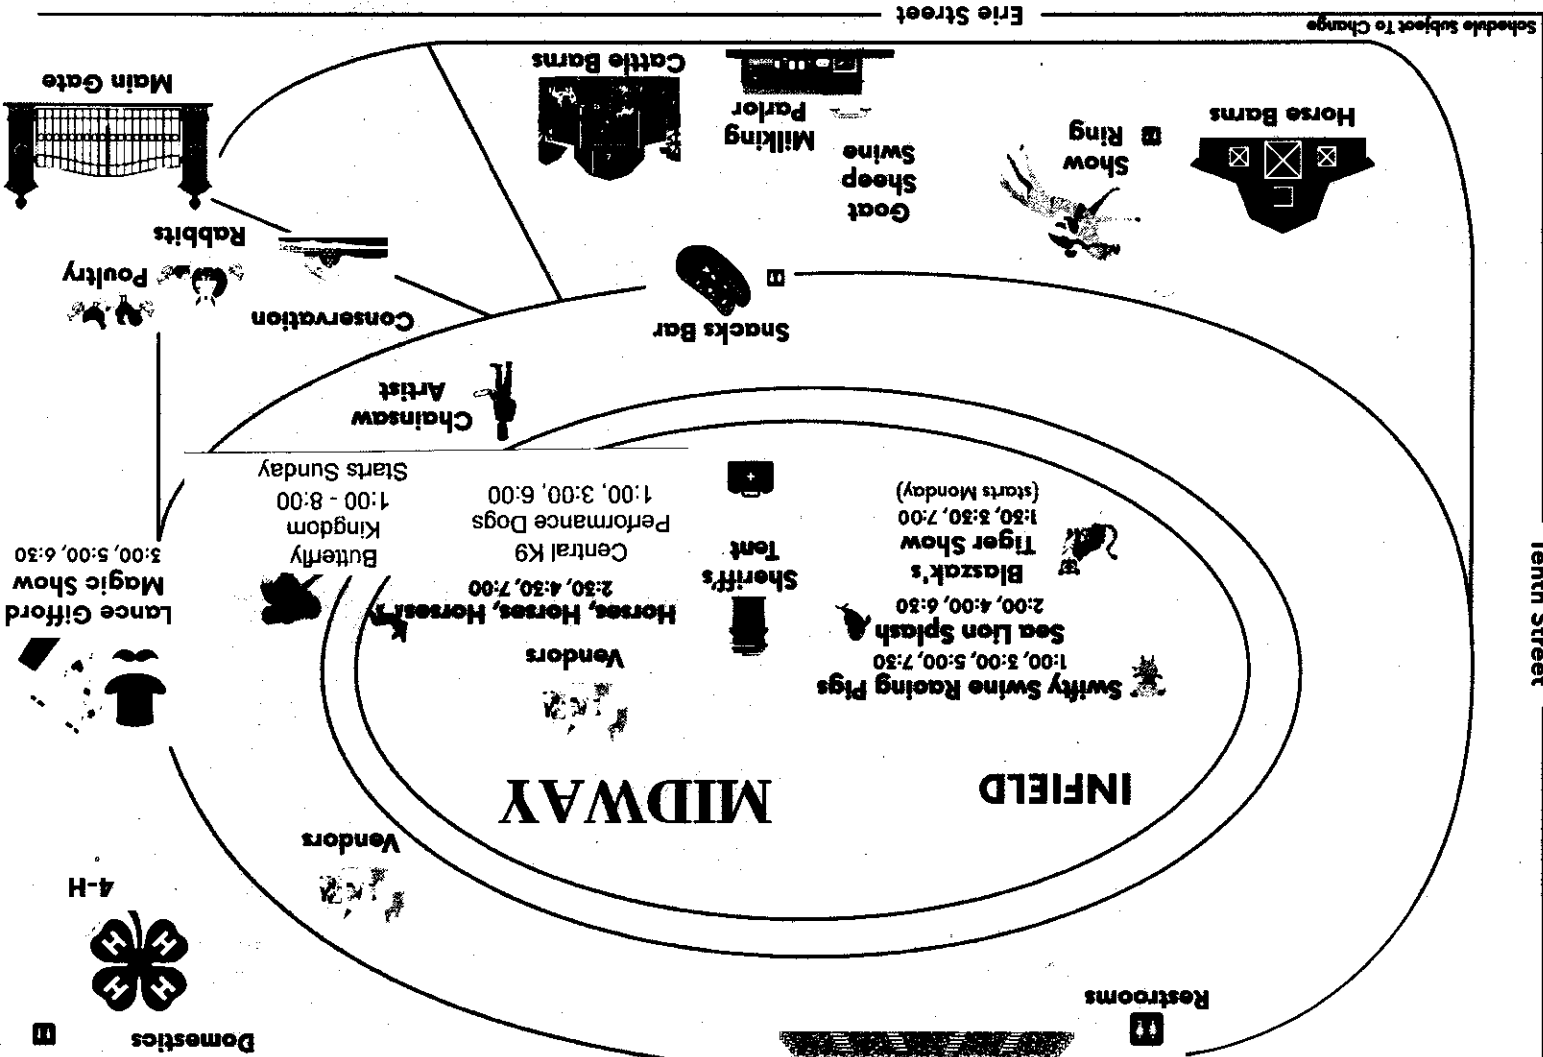 Domestics
Restrooms
H H
H H
4-H
Vendors
INFIELD
MIDWAY
Swifty Swine Racing Pigs
1:00, 3:00, 5:00, 7:30
Sea Lion Splash
2:00, 4:00, 6:30
Blaszak's
Tiger Show
1:30, 3:30, 7:00
(starts Monday)
Vendors
Horses, Horses, Horses!
2:30, 4:30, 7:00
Central K9
Performance Dogs
1:00, 3:00, 6:00
Sheriff's
Tent
Butterfly
Kingdom
1:00 - 8:00
Starts Sunday
Lance Gifford
Magic Show
3:00, 5:00, 6:30
Tenth Street
Chainsaw
Artist
Snacks Bar
Conservation
Poultry
Rabbits
Goat
Sheep
Swine
Show
Ring
Milking
Parlor
Horse Barns
Cattle Barns
Main Gate
Schedule Subject To Change
Erie Street